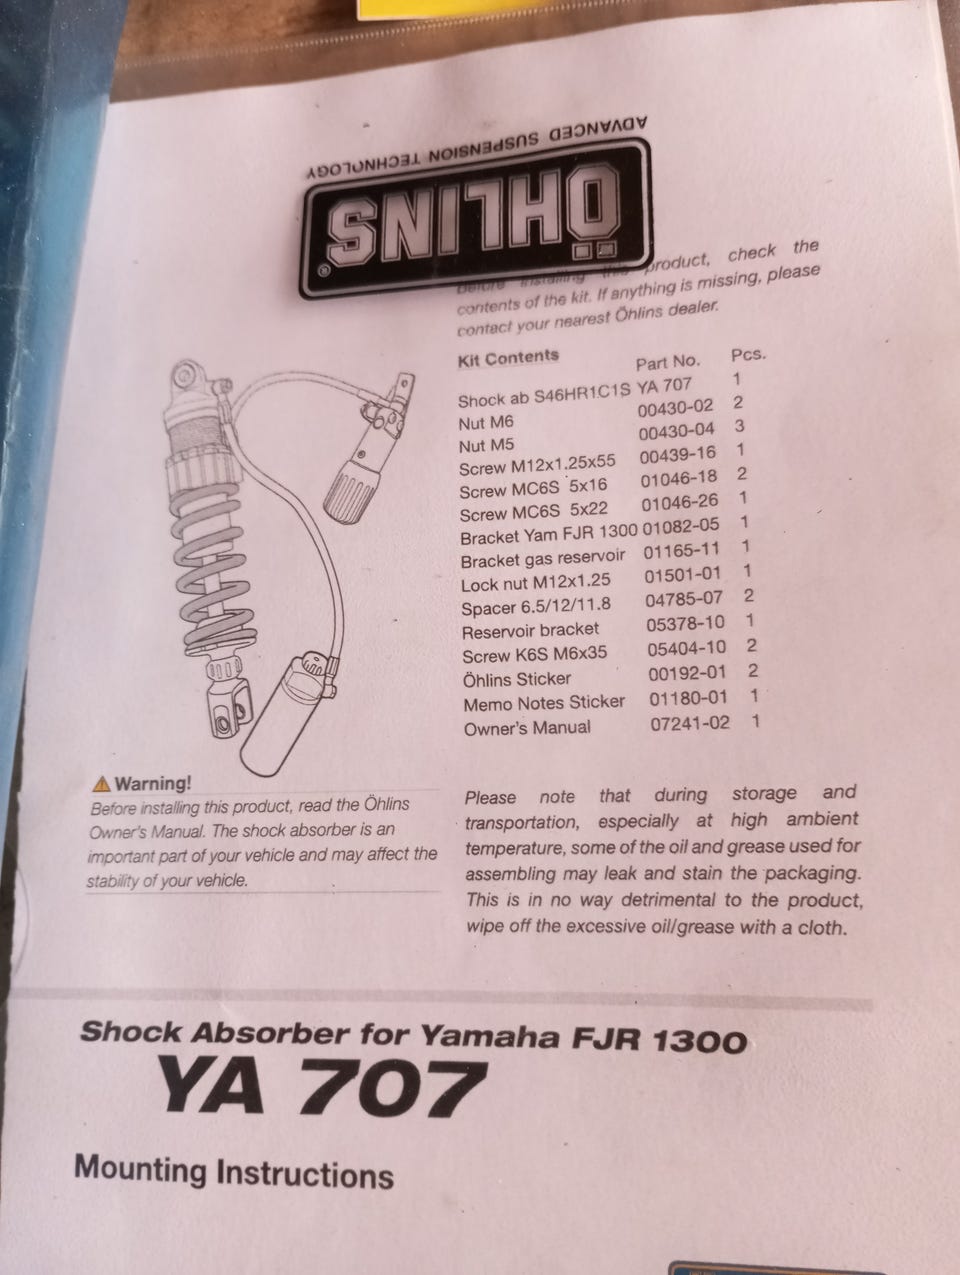 ADVANCED SUSPENSION TECHNOLOGY
ÖHLINS
®
Before installing this product, check the
contents of the kit. If anything is missing, please
contact your nearest Öhlins dealer.
Kit Contents Part No. Pcs.
Shock ab S46HR1C1S YA 707 1
Nut M6 00430-02 2
Nut M5 00430-04 3
Screw M12x1.25x55 00439-16 1
Screw MC6S 5x16 01046-18 2
Screw MC6S 5x22 01046-26 1
Bracket Yam FJR 1300 01082-05 1
Bracket gas reservoir 01165-11 1
Lock nut M12x1.25 01501-01 1
Spacer 6.5/12/11.8 04785-07 2
Reservoir bracket 05378-10 1
Screw K6S M6x35 05404-10 2
Öhlins Sticker 00192-01 2
Memo Notes Sticker 01180-01 1
Owner's Manual 07241-02 1
Warning!
Before installing this product, read the Öhlins
Owner's Manual. The shock absorber is an
important part of your vehicle and may affect the
stability of your vehicle.
Please note that during storage and
transportation, especially at high ambient
temperature, some of the oil and grease used for
assembling may leak and stain the packaging.
This is in no way detrimental to the product,
wipe off the excessive oil/grease with a cloth.
Shock Absorber for Yamaha FJR 1300
YA 707
Mounting Instructions